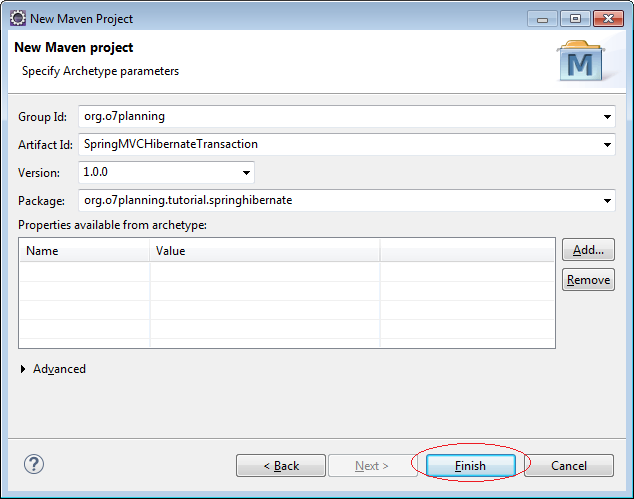 New Maven Project
New Maven project
Specify Archetype parameters
M
Group Id: org.o7planning
Artifact Id: SpringMVCHibernateTransaction
Version: 1.0.0
Package: org.o7planning.tutorial.springhibernate
Properties available from archetype:
Name Value
Add...
Remove
Advanced
? < Back Next > Finish Cancel